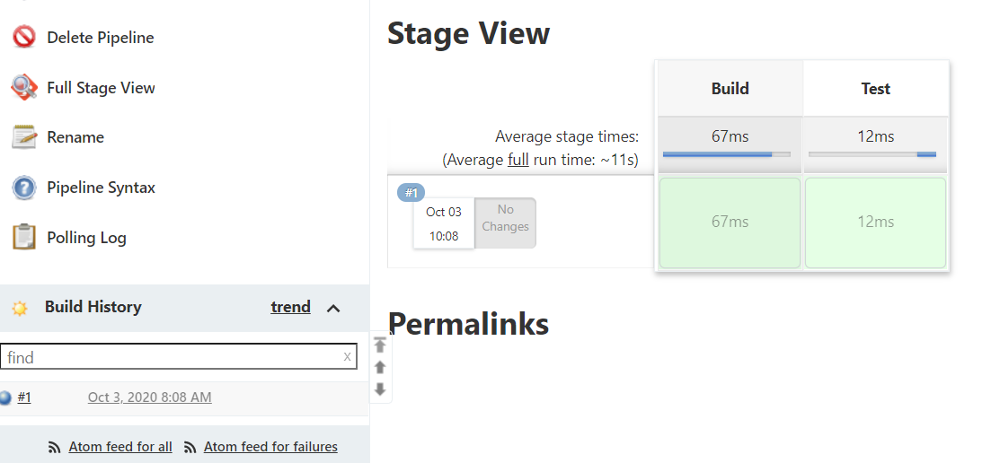 Delete Pipeline
Full Stage View
Rename
Pipeline Syntax
Polling Log
Build History
trend
find
x
#1
Oct 3, 2020 8:08 AM
Atom feed for all
Atom feed for failures
Stage View
Build
Test
Average stage times:
67ms
12ms
(Average full run time: ~11s)
#1
Oct 03
10:08
No
Changes
67ms
12ms
Permalinks